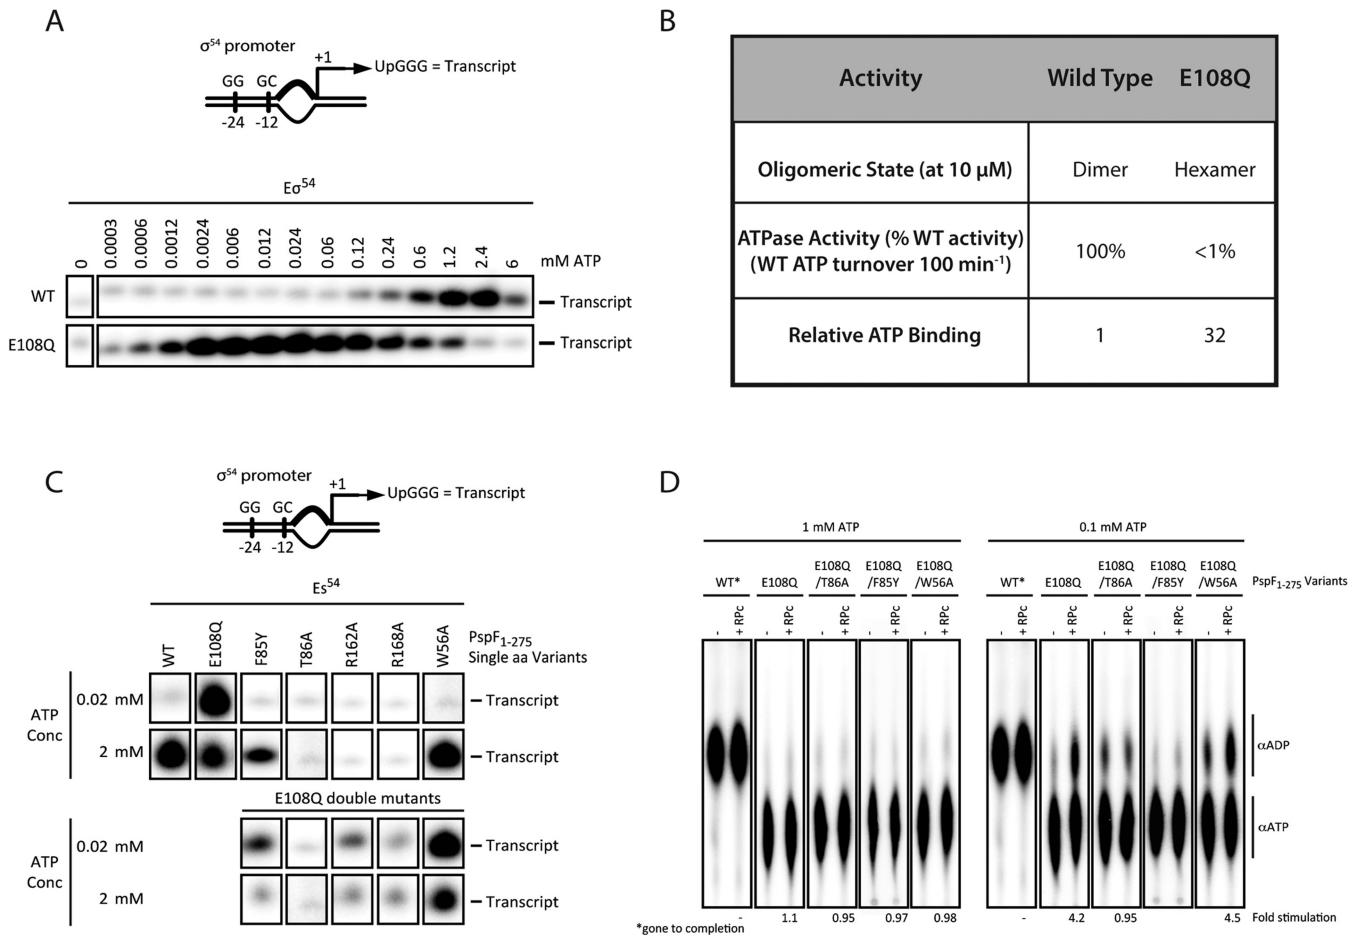 A
σ54 promoter
+1
UpGGG = Transcript
GG GC
-24 -12
Eσ54
0 0.0003 0.0006 0.0012 0.0024 0.006 0.012 0.0024 0.06 0.12 0.24 0.6 1.2 2.4 6 mM ATP
WT
Transcript
E108Q
Transcript
B
Activity Wild Type E108Q
Oligomeric State (at 10 µM) Dimer Hexamer
ATPase Activity (% WT activity)
(WT ATP turnover 100 min-1)
100% <1%
Relative ATP Binding 1 32
C
σ54 promoter
+1
UpGGG = Transcript
GG GC
-24 -12
Es54
WT E108Q F85Y T86A R162A R168A W56A
PspF1-275
Single aa Variants
ATP
Conc
0.02 mM
Transcript
2 mM
Transcript
E108Q double mutants
ATP
Conc
0.02 mM
Transcript
2 mM
Transcript
D
1 mM ATP 0.1 mM ATP
WT* E108Q E108Q/T86A E108Q/F85Y E108Q/W56A WT* E108Q E108Q/T86A E108Q/F85Y E108Q/W56A PspF1-275 Variants
- + RPc - + RPc - + RPc - + RPc - + RPc - + RPc - + RPc - + RPc - + RPc - + RPc
αADP
αATP
- 1.1 0.95 0.97 0.98 - 4.2 0.95 4.5 Fold stimulation
*gone to completion